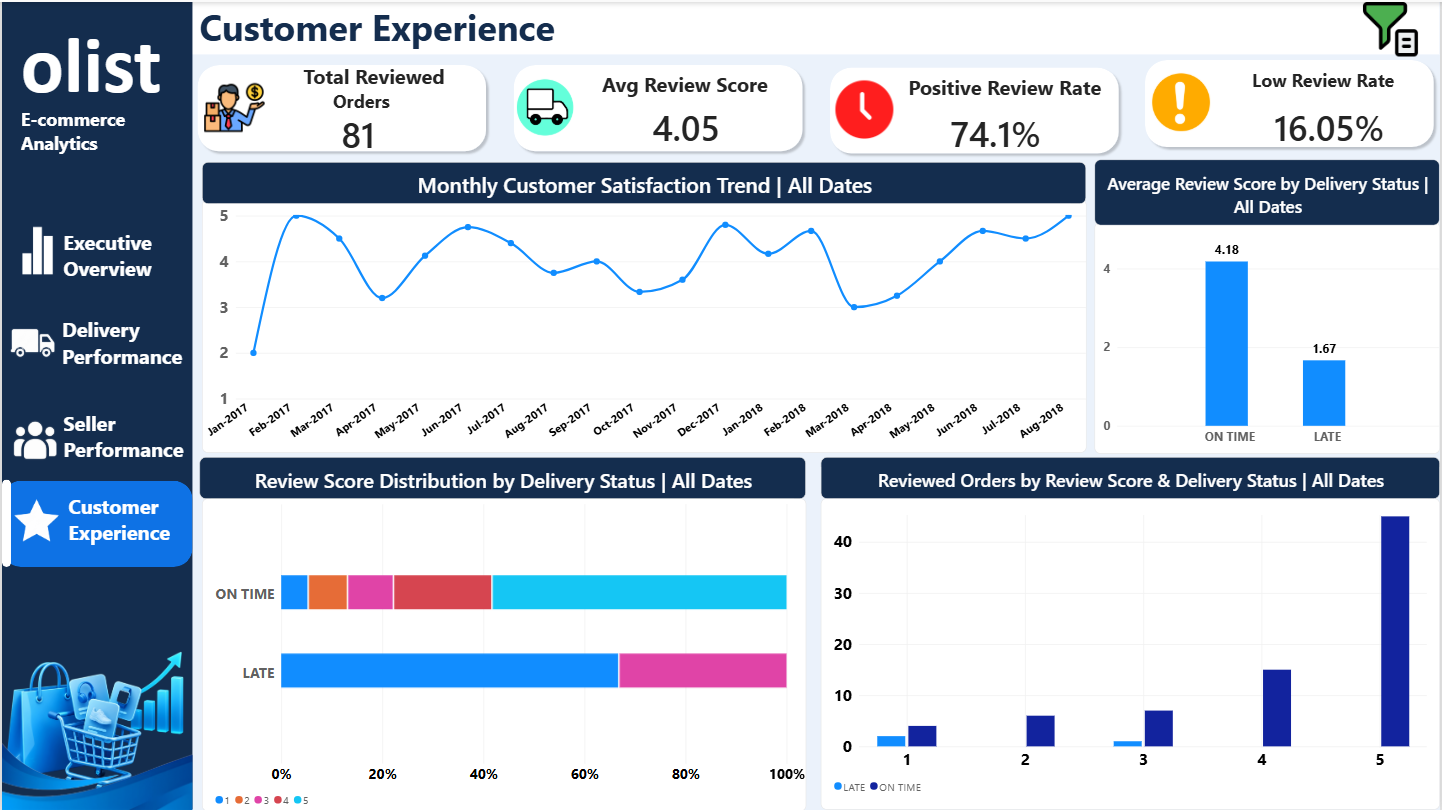 olist
E-commerce
Analytics
Executive
Overview
Delivery
Performance
Seller
Performance
Customer
Experience
Customer Experience
Total Reviewed
Orders
81
Avg Review Score
4.05
Positive Review Rate
74.1%
Low Review Rate
16.05%
Monthly Customer Satisfaction Trend | All Dates
5
4
3
2
1
Jan-2017
Feb-2017
Mar-2017
Apr-2017
May-2017
Jun-2017
Jul-2017
Aug-2017
Sep-2017
Oct-2017
Nov-2017
Dec-2017
Jan-2018
Feb-2018
Mar-2018
Apr-2018
May-2018
Jun-2018
Jul-2018
Aug-2018
Average Review Score by Delivery Status |
All Dates
4
2
0
4.18
1.67
ON TIME
LATE
Review Score Distribution by Delivery Status | All Dates
ON TIME
LATE
0% 20% 40% 60% 80% 100%
1 2 3 4 5
Reviewed Orders by Review Score & Delivery Status | All Dates
40
30
20
10
0
1 2 3 4 5
LATE ON TIME